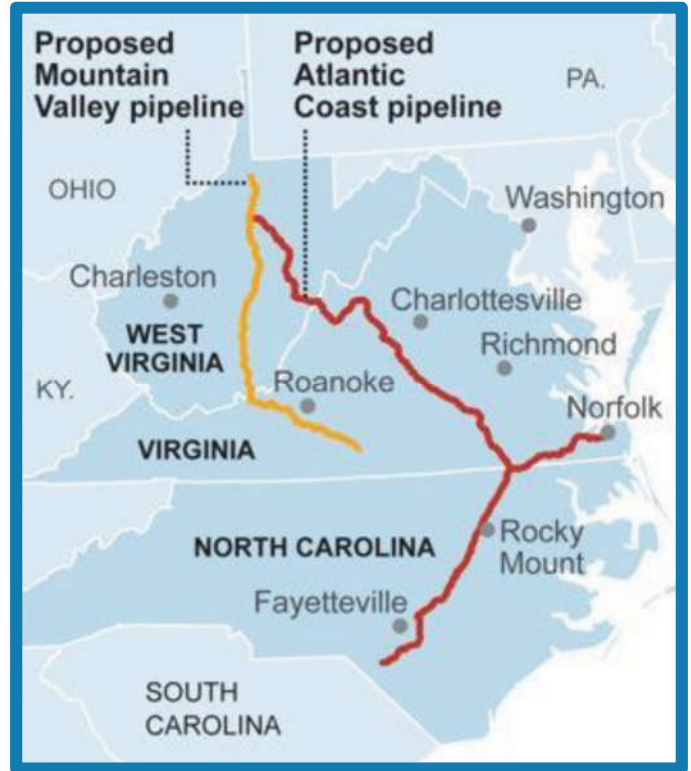 Proposed
Mountain
Valley pipeline
Proposed
Atlantic
Coast pipeline
PA.
OHIO
Washington
Charleston
Charlottesville
WEST
VIRGINIA
Richmond
KY.
Roanoke
Norfolk
VIRGINIA
NORTH CAROLINA
Rocky
Mount
Fayetteville
SOUTH
CAROLINA